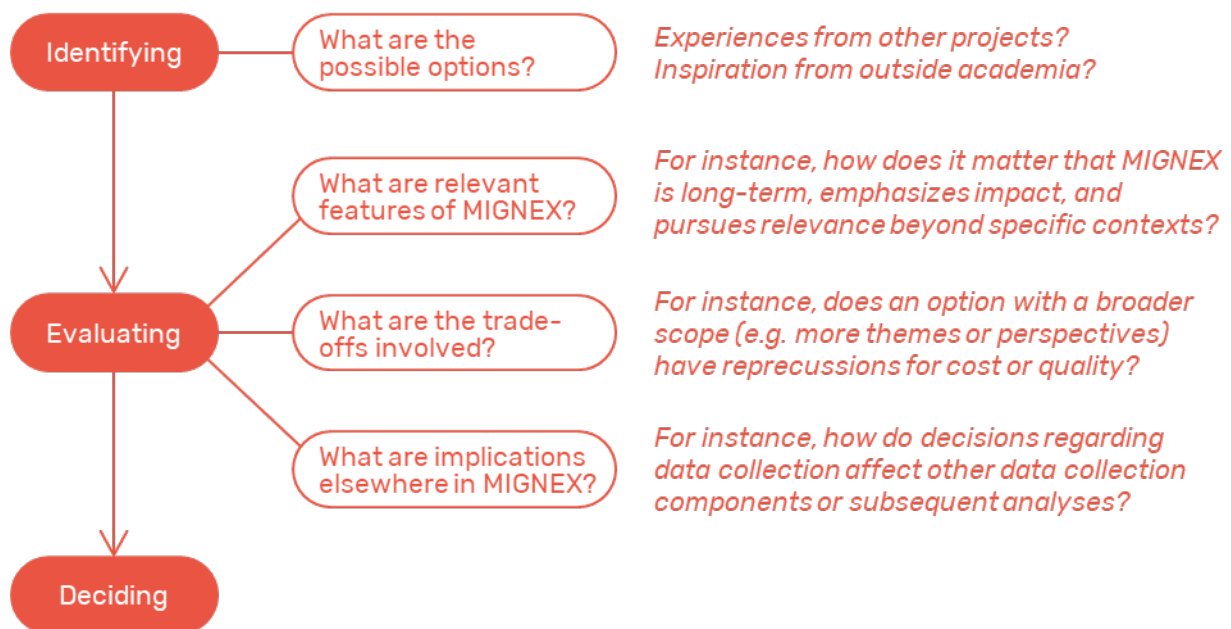 Identifying
What are the
possible options?
Experiences from other projects?
Inspiration from outside academia?
What are relevant
features of MIGNEX?
For instance, how does it matter that MIGNEX
is long-term, emphasizes impact, and
pursues relevance beyond specific contexts?
Evaluating
What are the trade-
offs involved?
For instance, does an option with a broader
scope (e.g. more themes or perspectives)
have reprecussions for cost or quality?
What are implications
elsewhere in MIGNEX?
For instance, how do decisions regarding
data collection affect other data collection
components or subsequent analyses?
Deciding